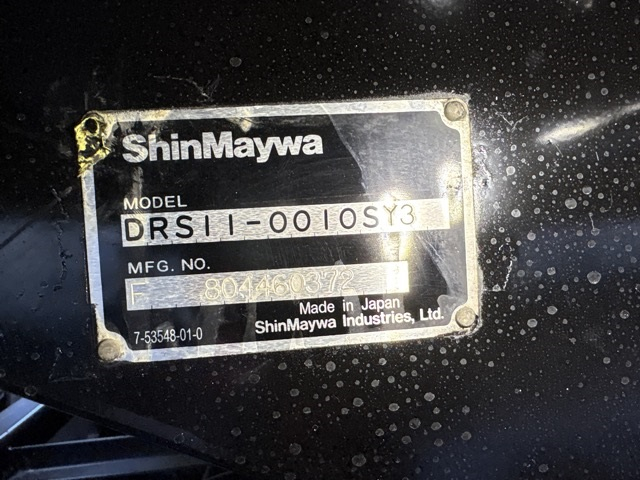 ShinMaywa
MODEL
DRS11-0010SY3
MFG. NO.
F 804460372
Made in Japan
7-53548-01-0
ShinMaywa Industries, Ltd.